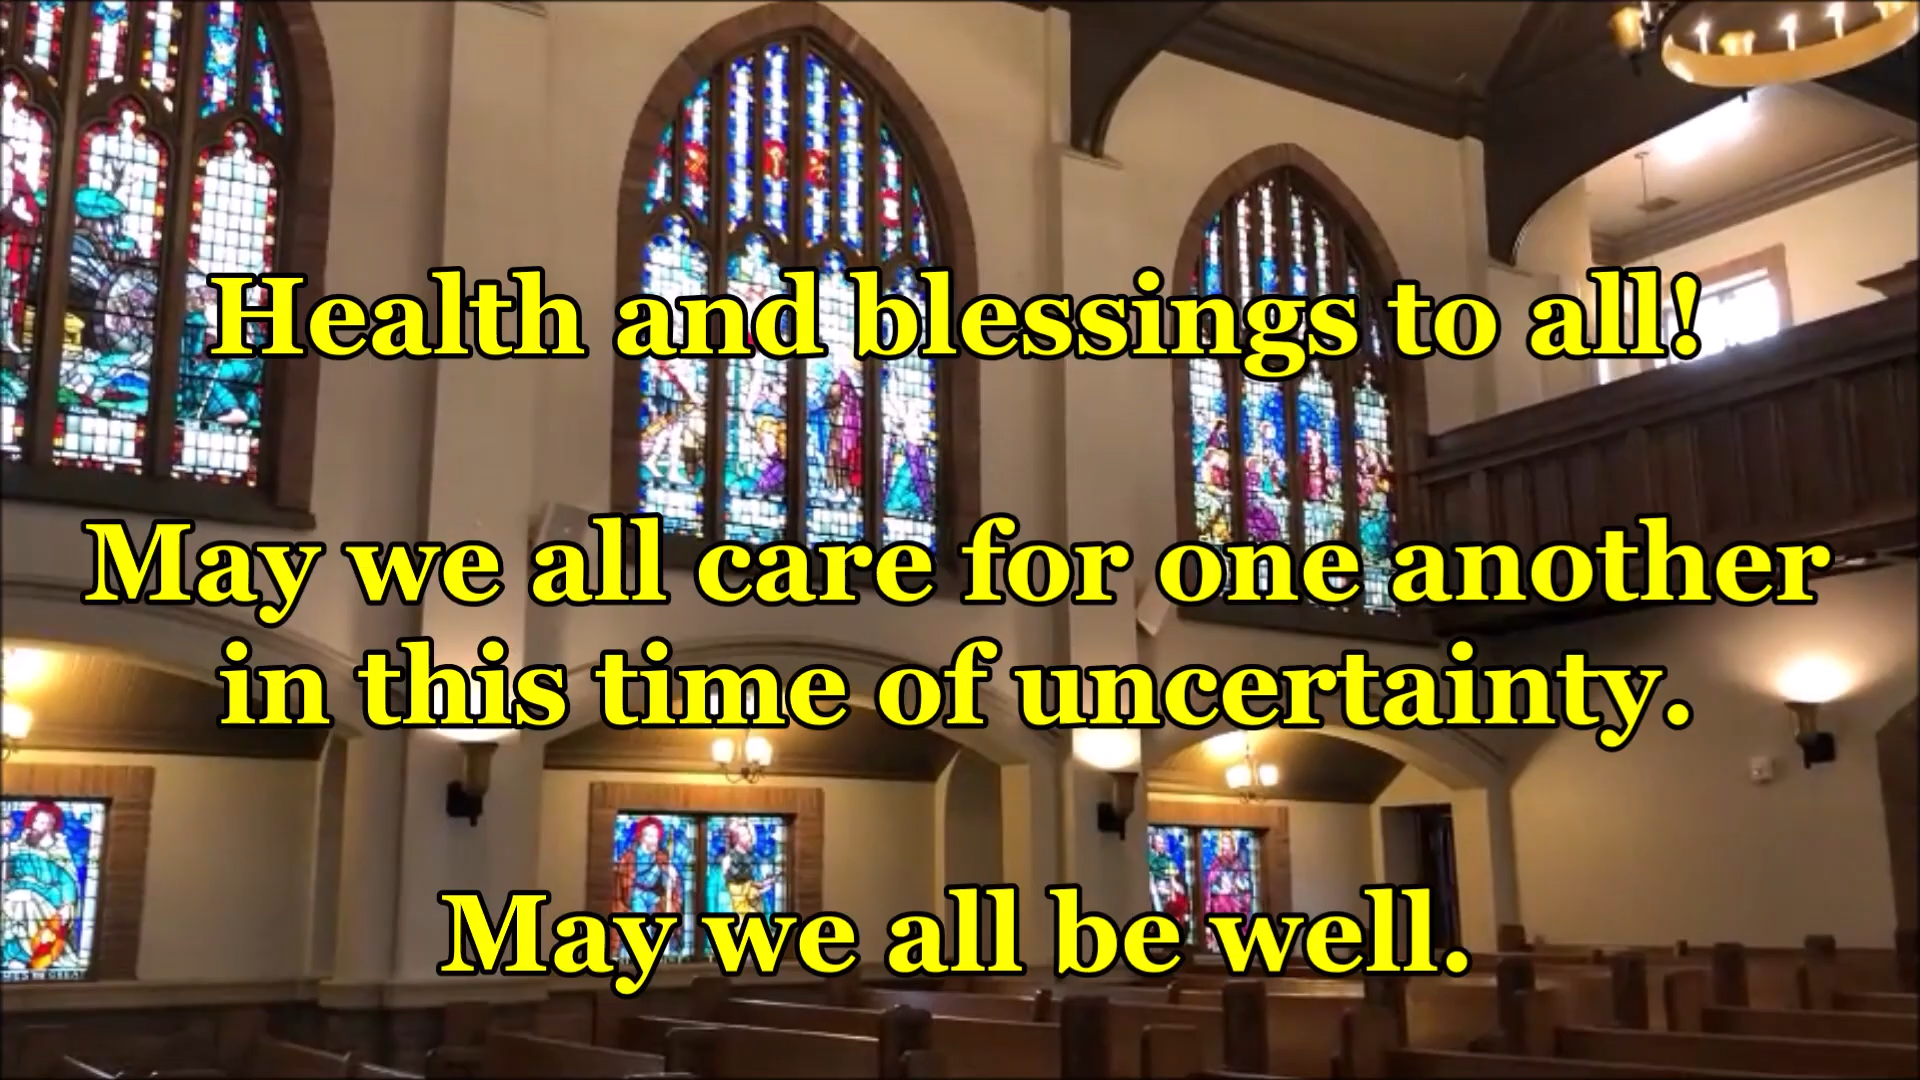 Health and blessings to all!
May we all care for one another
in this time of uncertainty.
May we all be well.